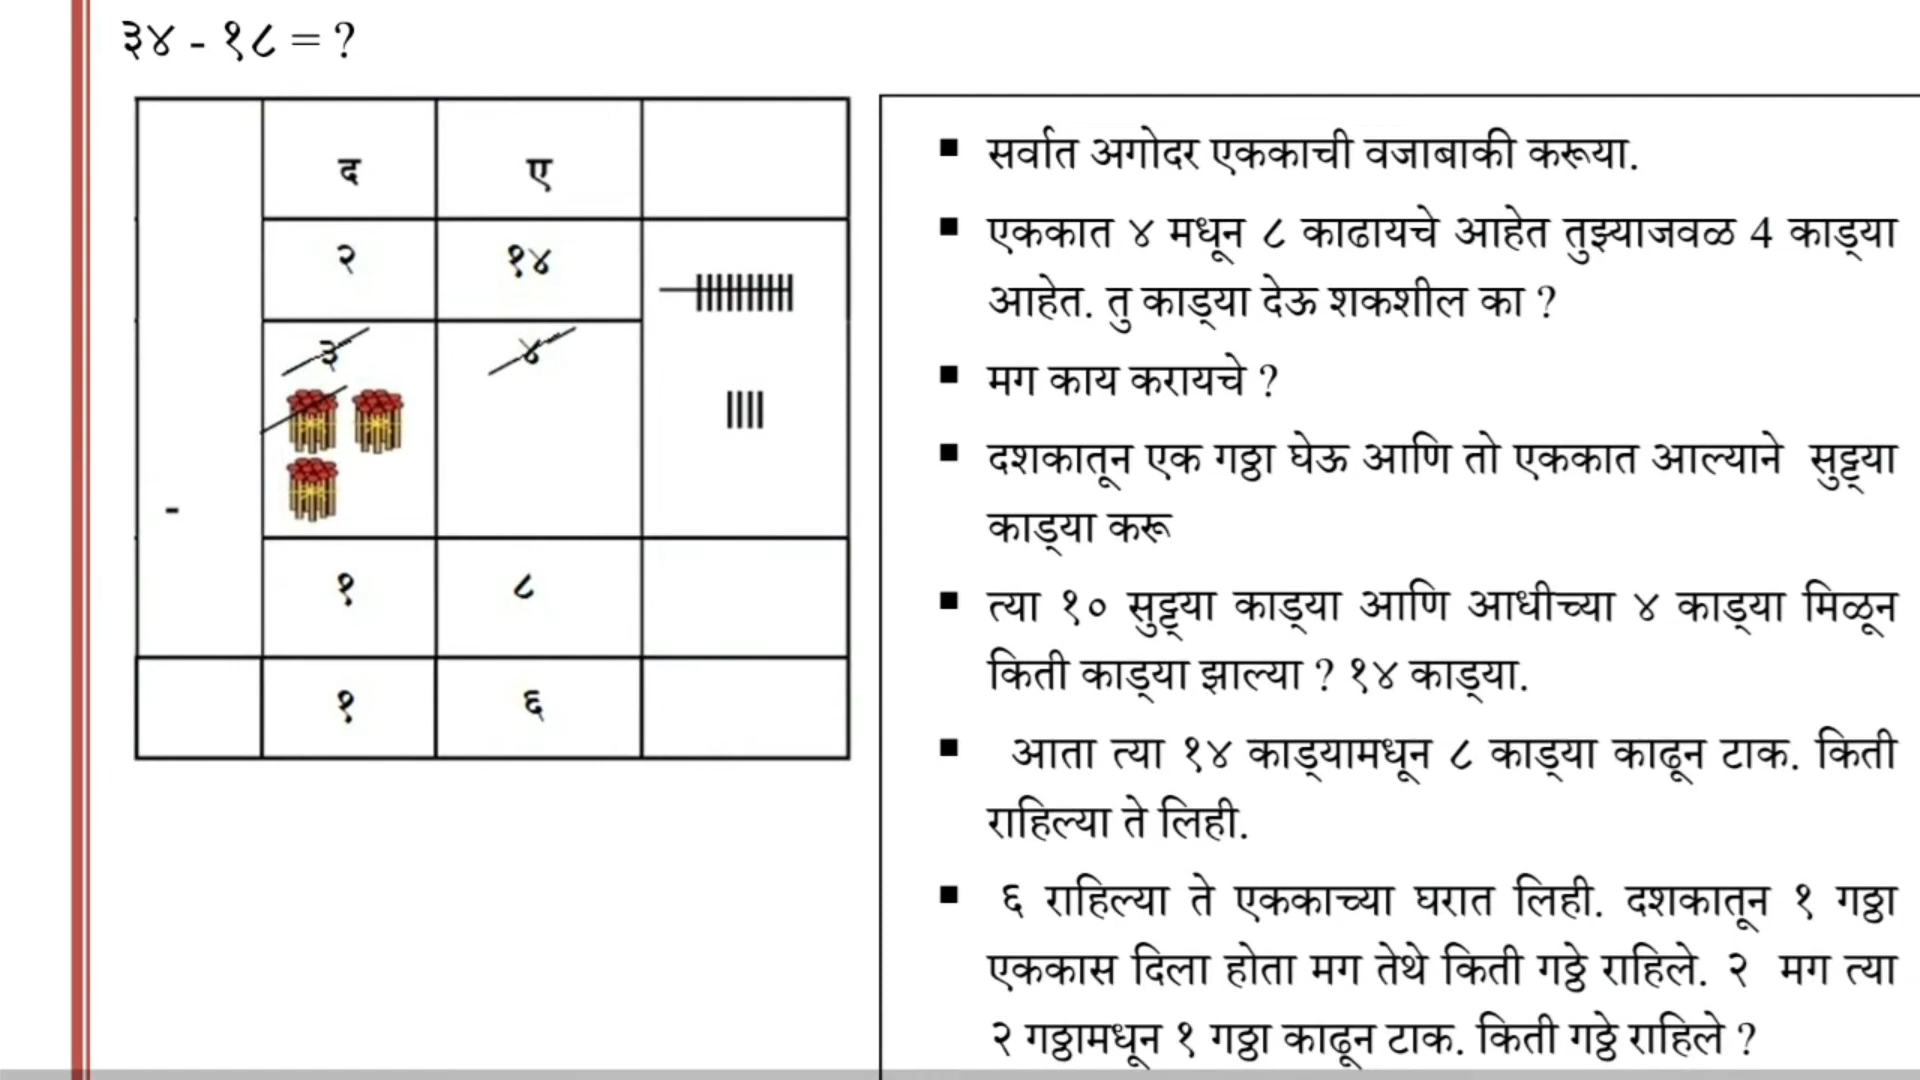 ३४ - १८ = ?
द ए
२ १४
३ ४
-
१ ८
१ ६
▪ सर्वात अगोदर एककाची वजाबाकी करूया.
▪ एककात ४ मधून ८ काढायचे आहेत तुझ्याजवळ 4 काड्या
आहेत. तु काड्या देऊ शकशील का ?
▪ मग काय करायचे ?
▪ दशकातून एक गठ्ठा घेऊ आणि तो एककात आल्याने सुट्ट्या
काड्या करू
▪ त्या १० सुट्ट्या काड्या आणि आधीच्या ४ काड्या मिळून
किती काड्या झाल्या ? १४ काड्या.
▪ आता त्या १४ काड्यामधून ८ काड्या काढून टाक. किती
राहिल्या ते लिही.
▪ ६ राहिल्या ते एककाच्या घरात लिही. दशकातून १ गठ्ठा
एककास दिला होता मग तेथे किती गठ्ठे राहिले. २ मग त्या
२ गठ्ठामधून १ गठ्ठा काढून टाक. किती गठ्ठे राहिले ?